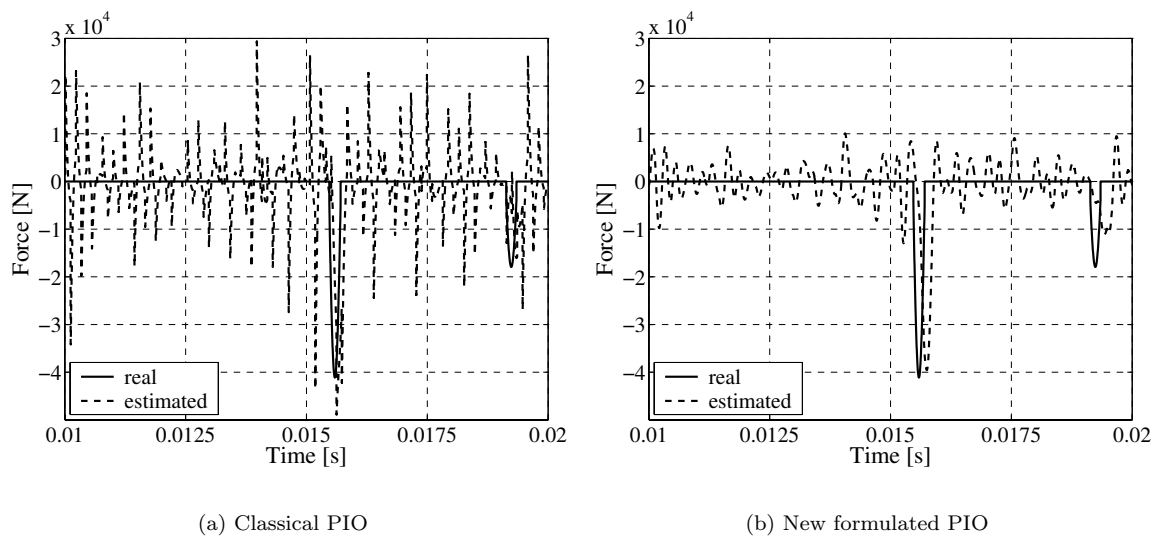 x 10^4
3
2
1
0
−1
−2
−3
−4
Force [N]
real
estimated
0.01 0.0125 0.015 0.0175 0.02
Time [s]
(a) Classical PIO
x 10^4
3
2
1
0
−1
−2
−3
−4
Force [N]
real
estimated
0.01 0.0125 0.015 0.0175 0.02
Time [s]
(b) New formulated PIO